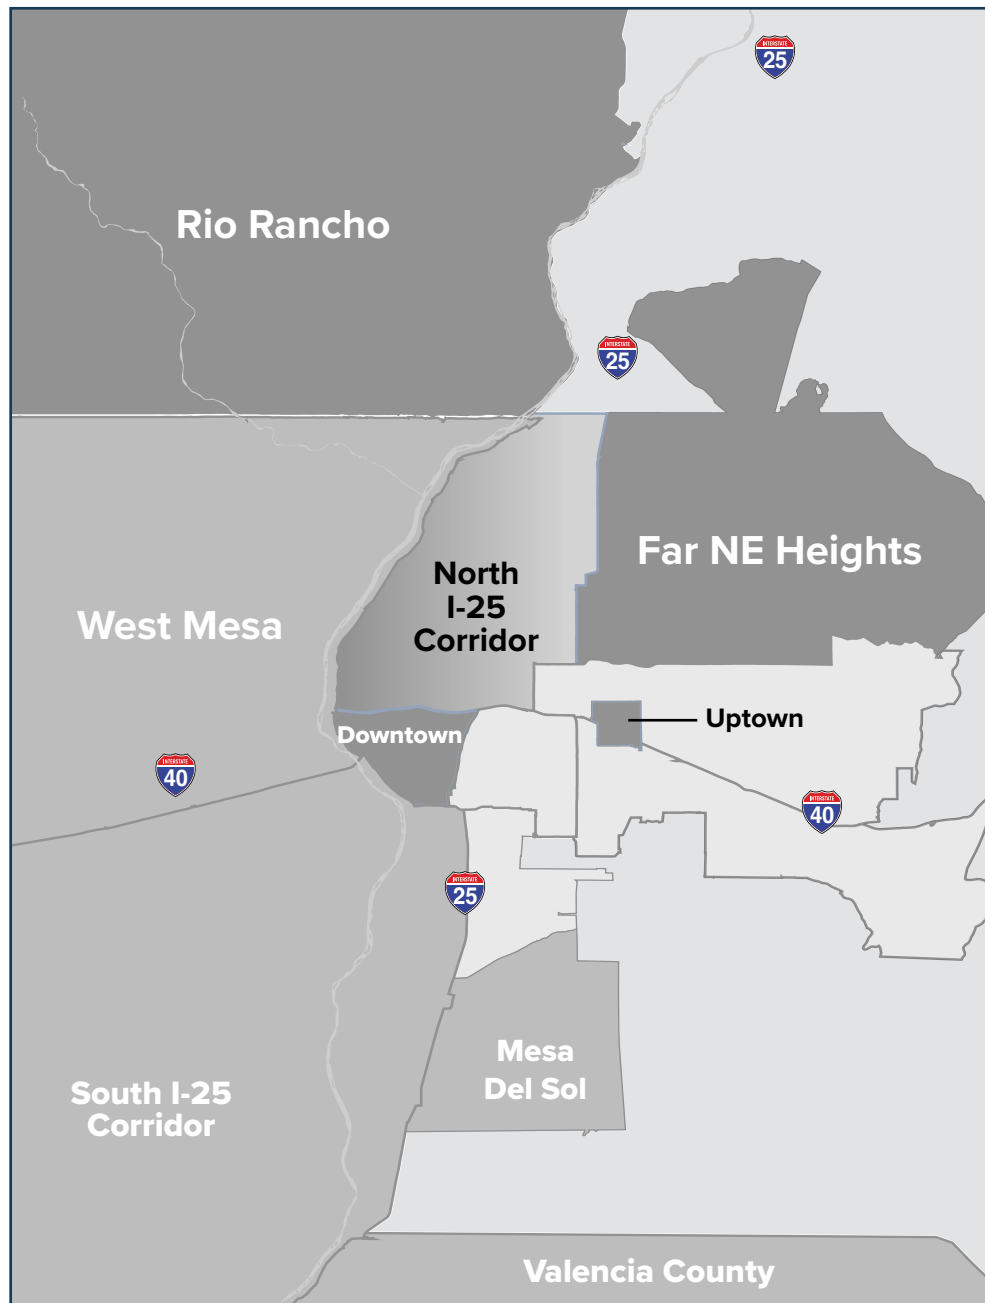 INTERSTATE
25
Rio Rancho
INTERSTATE
25
Far NE Heights
North
I-25
Corridor
West Mesa
Uptown
Downtown
INTERSTATE
40
INTERSTATE
40
INTERSTATE
25
Mesa
Del Sol
South I-25
Corridor
Valencia County